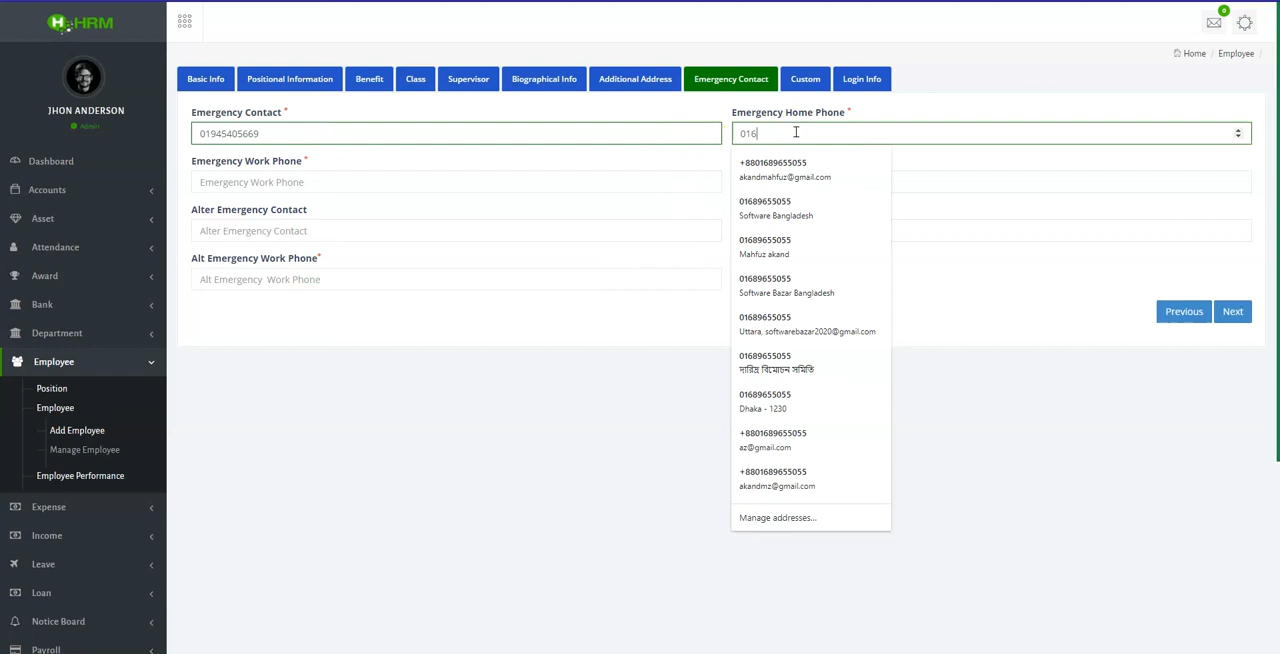 HRM
0
Home / Employee /
JHON ANDERSON
Admin
Basic Info
Positional Information
Benefit
Class
Supervisor
Biographical Info
Additional Address
Emergency Contact
Custom
Login Info
Emergency Contact *
01945405669
Emergency Home Phone *
016
Emergency Work Phone *
Emergency Work Phone
Alter Emergency Contact
Alter Emergency Contact
Alt Emergency Work Phone*
Alt Emergency Work Phone
+8801689655055
akandmahfuz@gmail.com
01689655055
Software Bangladesh
01689655055
Mahfuz akand
01689655055
Software Bazar Bangladesh
01689655055
Uttara, softwarebazar2020@gmail.com
01689655055
দারিদ্র বিমোচন সমিতি
01689655055
Dhaka - 1230
+8801689655055
az@gmail.com
+8801689655055
akandmz@gmail.com
Manage addresses...
Previous
Next
Dashboard
Accounts
Asset
Attendance
Award
Bank
Department
Employee
Position
Employee
Add Employee
Manage Employee
Employee Performance
Expense
Income
Leave
Loan
Notice Board
Payroll